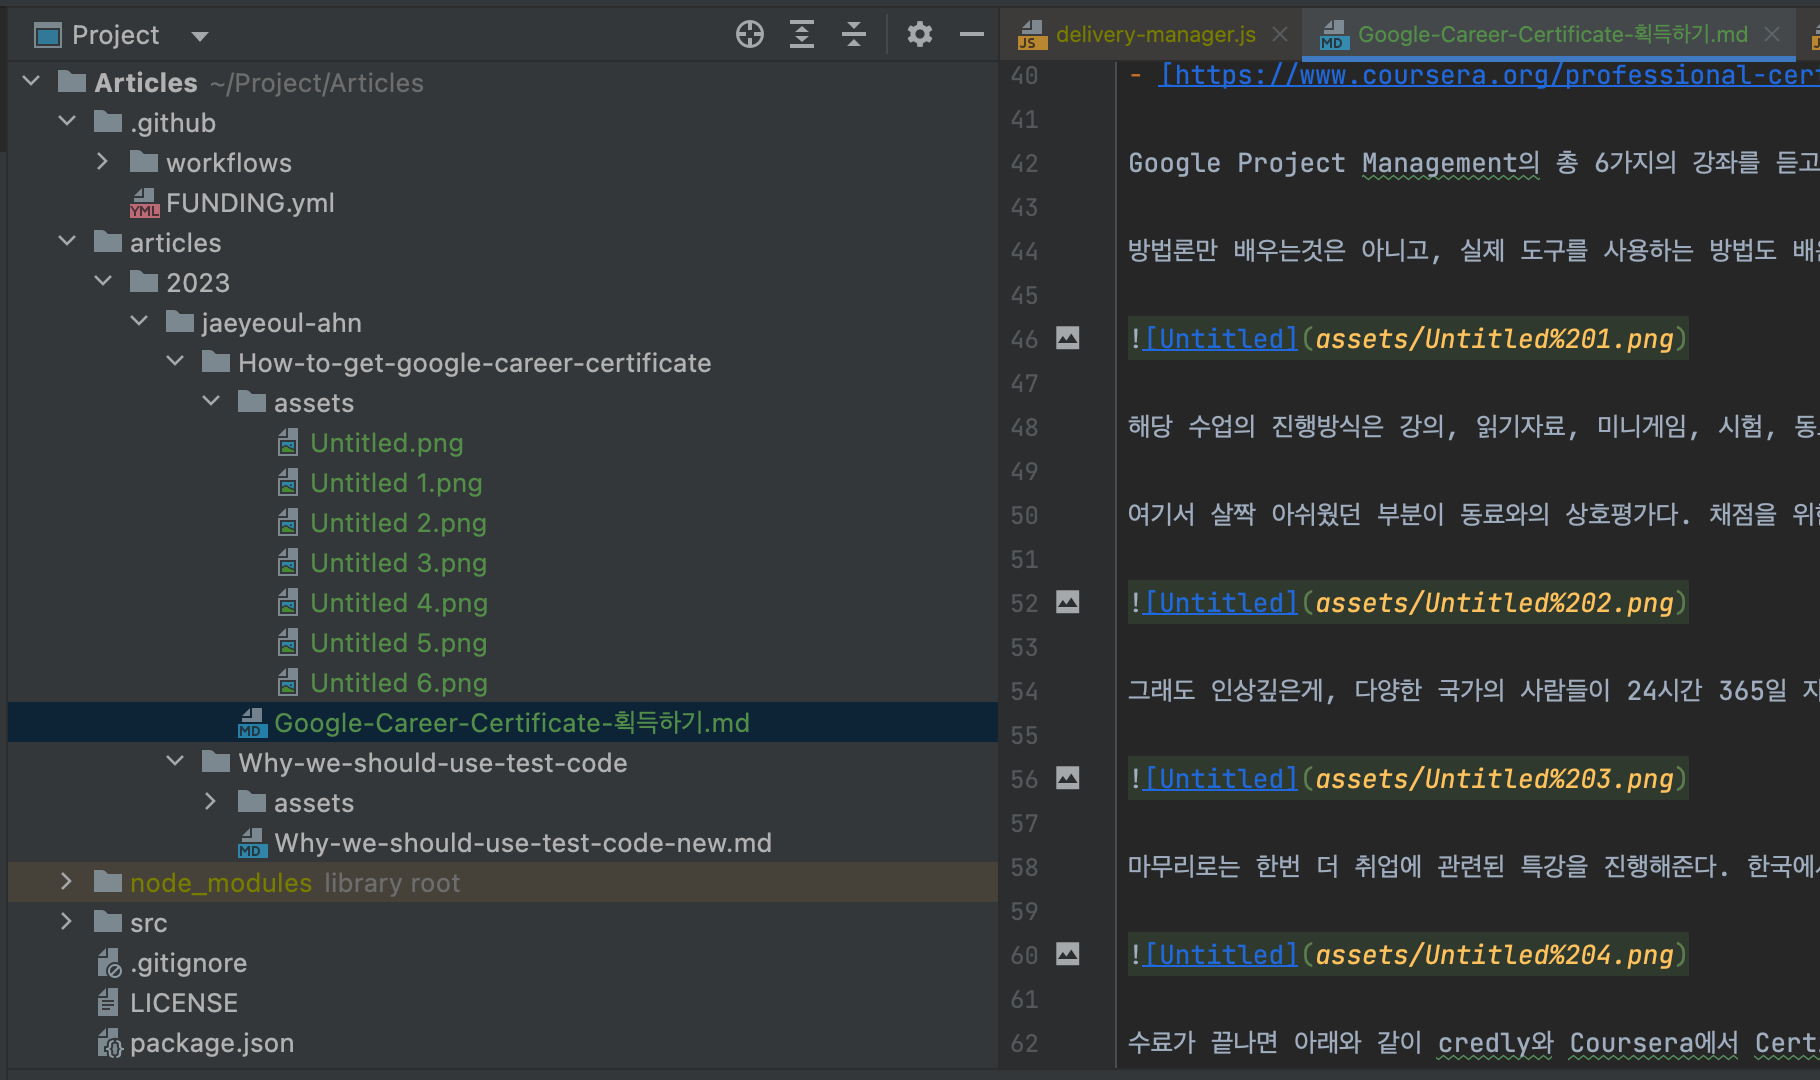 Project
Articles ~/Project/Articles
.github
workflows
YML FUNDING.yml
articles
2023
jaeyeoul-ahn
How-to-get-google-career-certificate
assets
Untitled.png
Untitled 1.png
Untitled 2.png
Untitled 3.png
Untitled 4.png
Untitled 5.png
Untitled 6.png
MD Google-Career-Certificate-획득하기.md
Why-we-should-use-test-code
assets
MD Why-we-should-use-test-code-new.md
node_modules library root
src
.gitignore
LICENSE
package.json
JS delivery-manager.js
MD Google-Career-Certificate-획득하기.md
40 - [https://www.coursera.org/professional-cert
41
42 Google Project Management의 총 6가지의 강좌를 듣고
43
44 방법론만 배우는것은 아니고, 실제 도구를 사용하는 방법도
45
46 ![Untitled](assets/Untitled%201.png)
47
48 해당 수업의 진행방식은 강의, 읽기자료, 미니게임, 시험,
49
50 여기서 살짝 아쉬웠던 부분이 동료와의 상호평가다. 채점을
51
52 ![Untitled](assets/Untitled%202.png)
53
54 그래도 인상깊은게, 다양한 국가의 사람들이 24시간 365일
55
56 ![Untitled](assets/Untitled%203.png)
57
58 마무리로는 한번 더 취업에 관련된 특강을 진행해준다.
59
60 ![Untitled](assets/Untitled%204.png)
61
62 수료가 끝나면 아래와 같이 credly와 Coursera에서 Cert